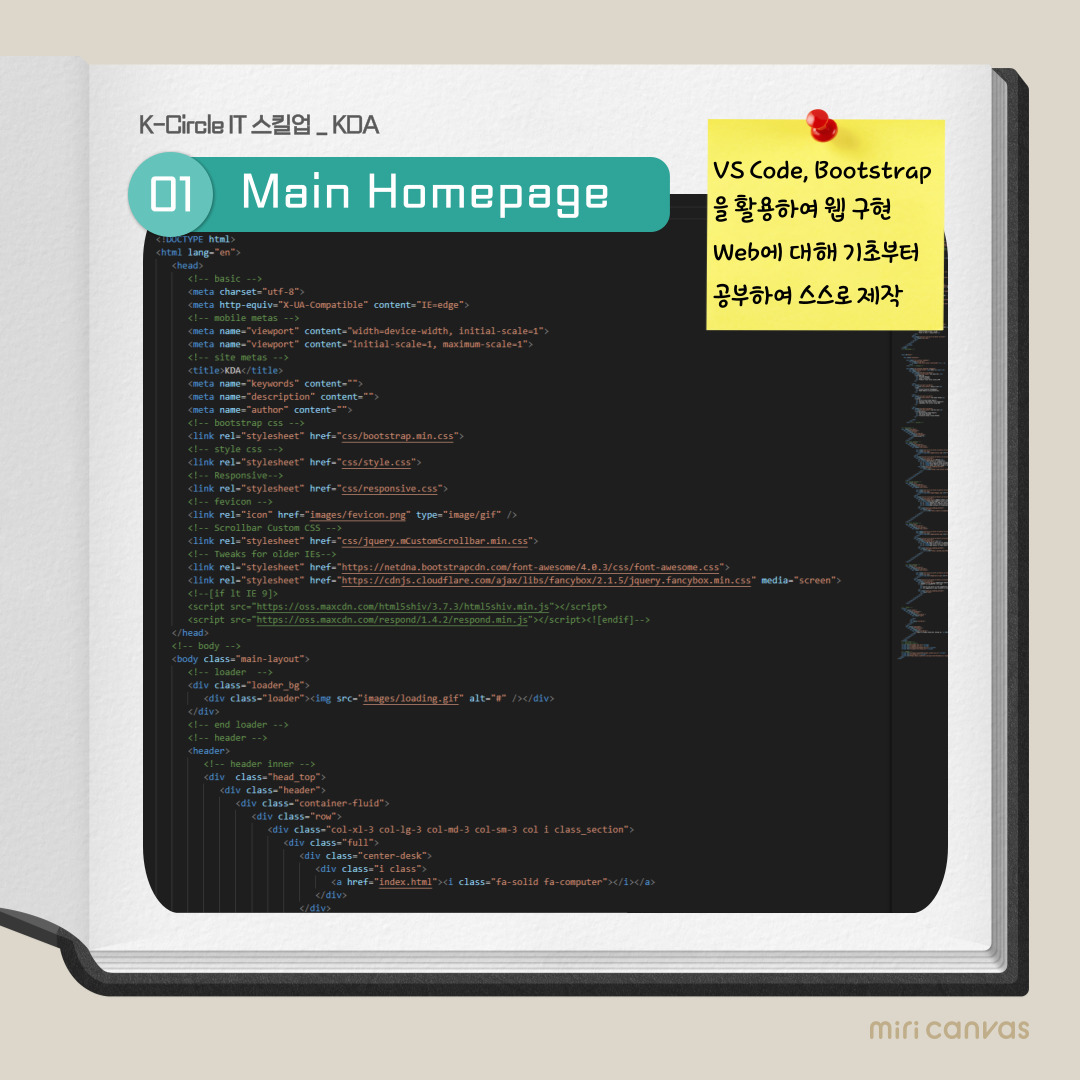 K-Circle IT 스킬업 _ KDA
01 Main Homepage
VS Code, Bootstrap
을 활용하여 웹 구현
Web에 대해 기초부터
공부하여 스스로 제작
<!DOCTYPE html>
<html lang="en">
<head>
<!-- basic -->
<meta charset="utf-8">
<meta http-equiv="X-UA-Compatible" content="IE=edge">
<!-- mobile metas -->
<meta name="viewport" content="width=device-width, initial-scale=1">
<meta name="viewport" content="initial-scale=1, maximum-scale=1">
<!-- site metas -->
<title>KDA</title>
<meta name="keywords" content="">
<meta name="description" content="">
<meta name="author" content="">
<!-- bootstrap css -->
<link rel="stylesheet" href="css/bootstrap.min.css">
<!-- style css -->
<link rel="stylesheet" href="css/style.css">
<!-- Responsive-->
<link rel="stylesheet" href="css/responsive.css">
<!-- fevicon -->
<link rel="icon" href="images/fevicon.png" type="image/gif" />
<!-- Scrollbar Custom CSS -->
<link rel="stylesheet" href="css/jquery.mCustomScrollbar.min.css">
<!-- Tweaks for older IEs-->
<link rel="stylesheet" href="https://netdna.bootstrapcdn.com/font-awesome/4.0.3/css/font-awesome.css">
<link rel="stylesheet" href="https://cdnjs.cloudflare.com/ajax/libs/fancybox/2.1.5/jquery.fancybox.min.css" media="screen">
<!--[if lt IE 9]>
<script src="https://oss.maxcdn.com/html5shiv/3.7.3/html5shiv.min.js"></script>
<script src="https://oss.maxcdn.com/respond/1.4.2/respond.min.js"></script><![endif]-->
</head>
<!-- body -->
<body class="main-layout">
<!-- loader  -->
<div class="loader_bg">
<div class="loader"><img src="images/loading.gif" alt="#" /></div>
</div>
<!-- end loader -->
<!-- header -->
<header>
<!-- header inner -->
<div  class="head_top">
<div class="header">
<div class="container-fluid">
<div class="row">
<div class="col-xl-3 col-lg-3 col-md-3 col-sm-3 col i class_section">
<div class="full">
<div class="center-desk">
<div class="i class">
<a href="index.html"><i class="fa-solid fa-computer"></i></a>
</div>
</div>
miri canvas